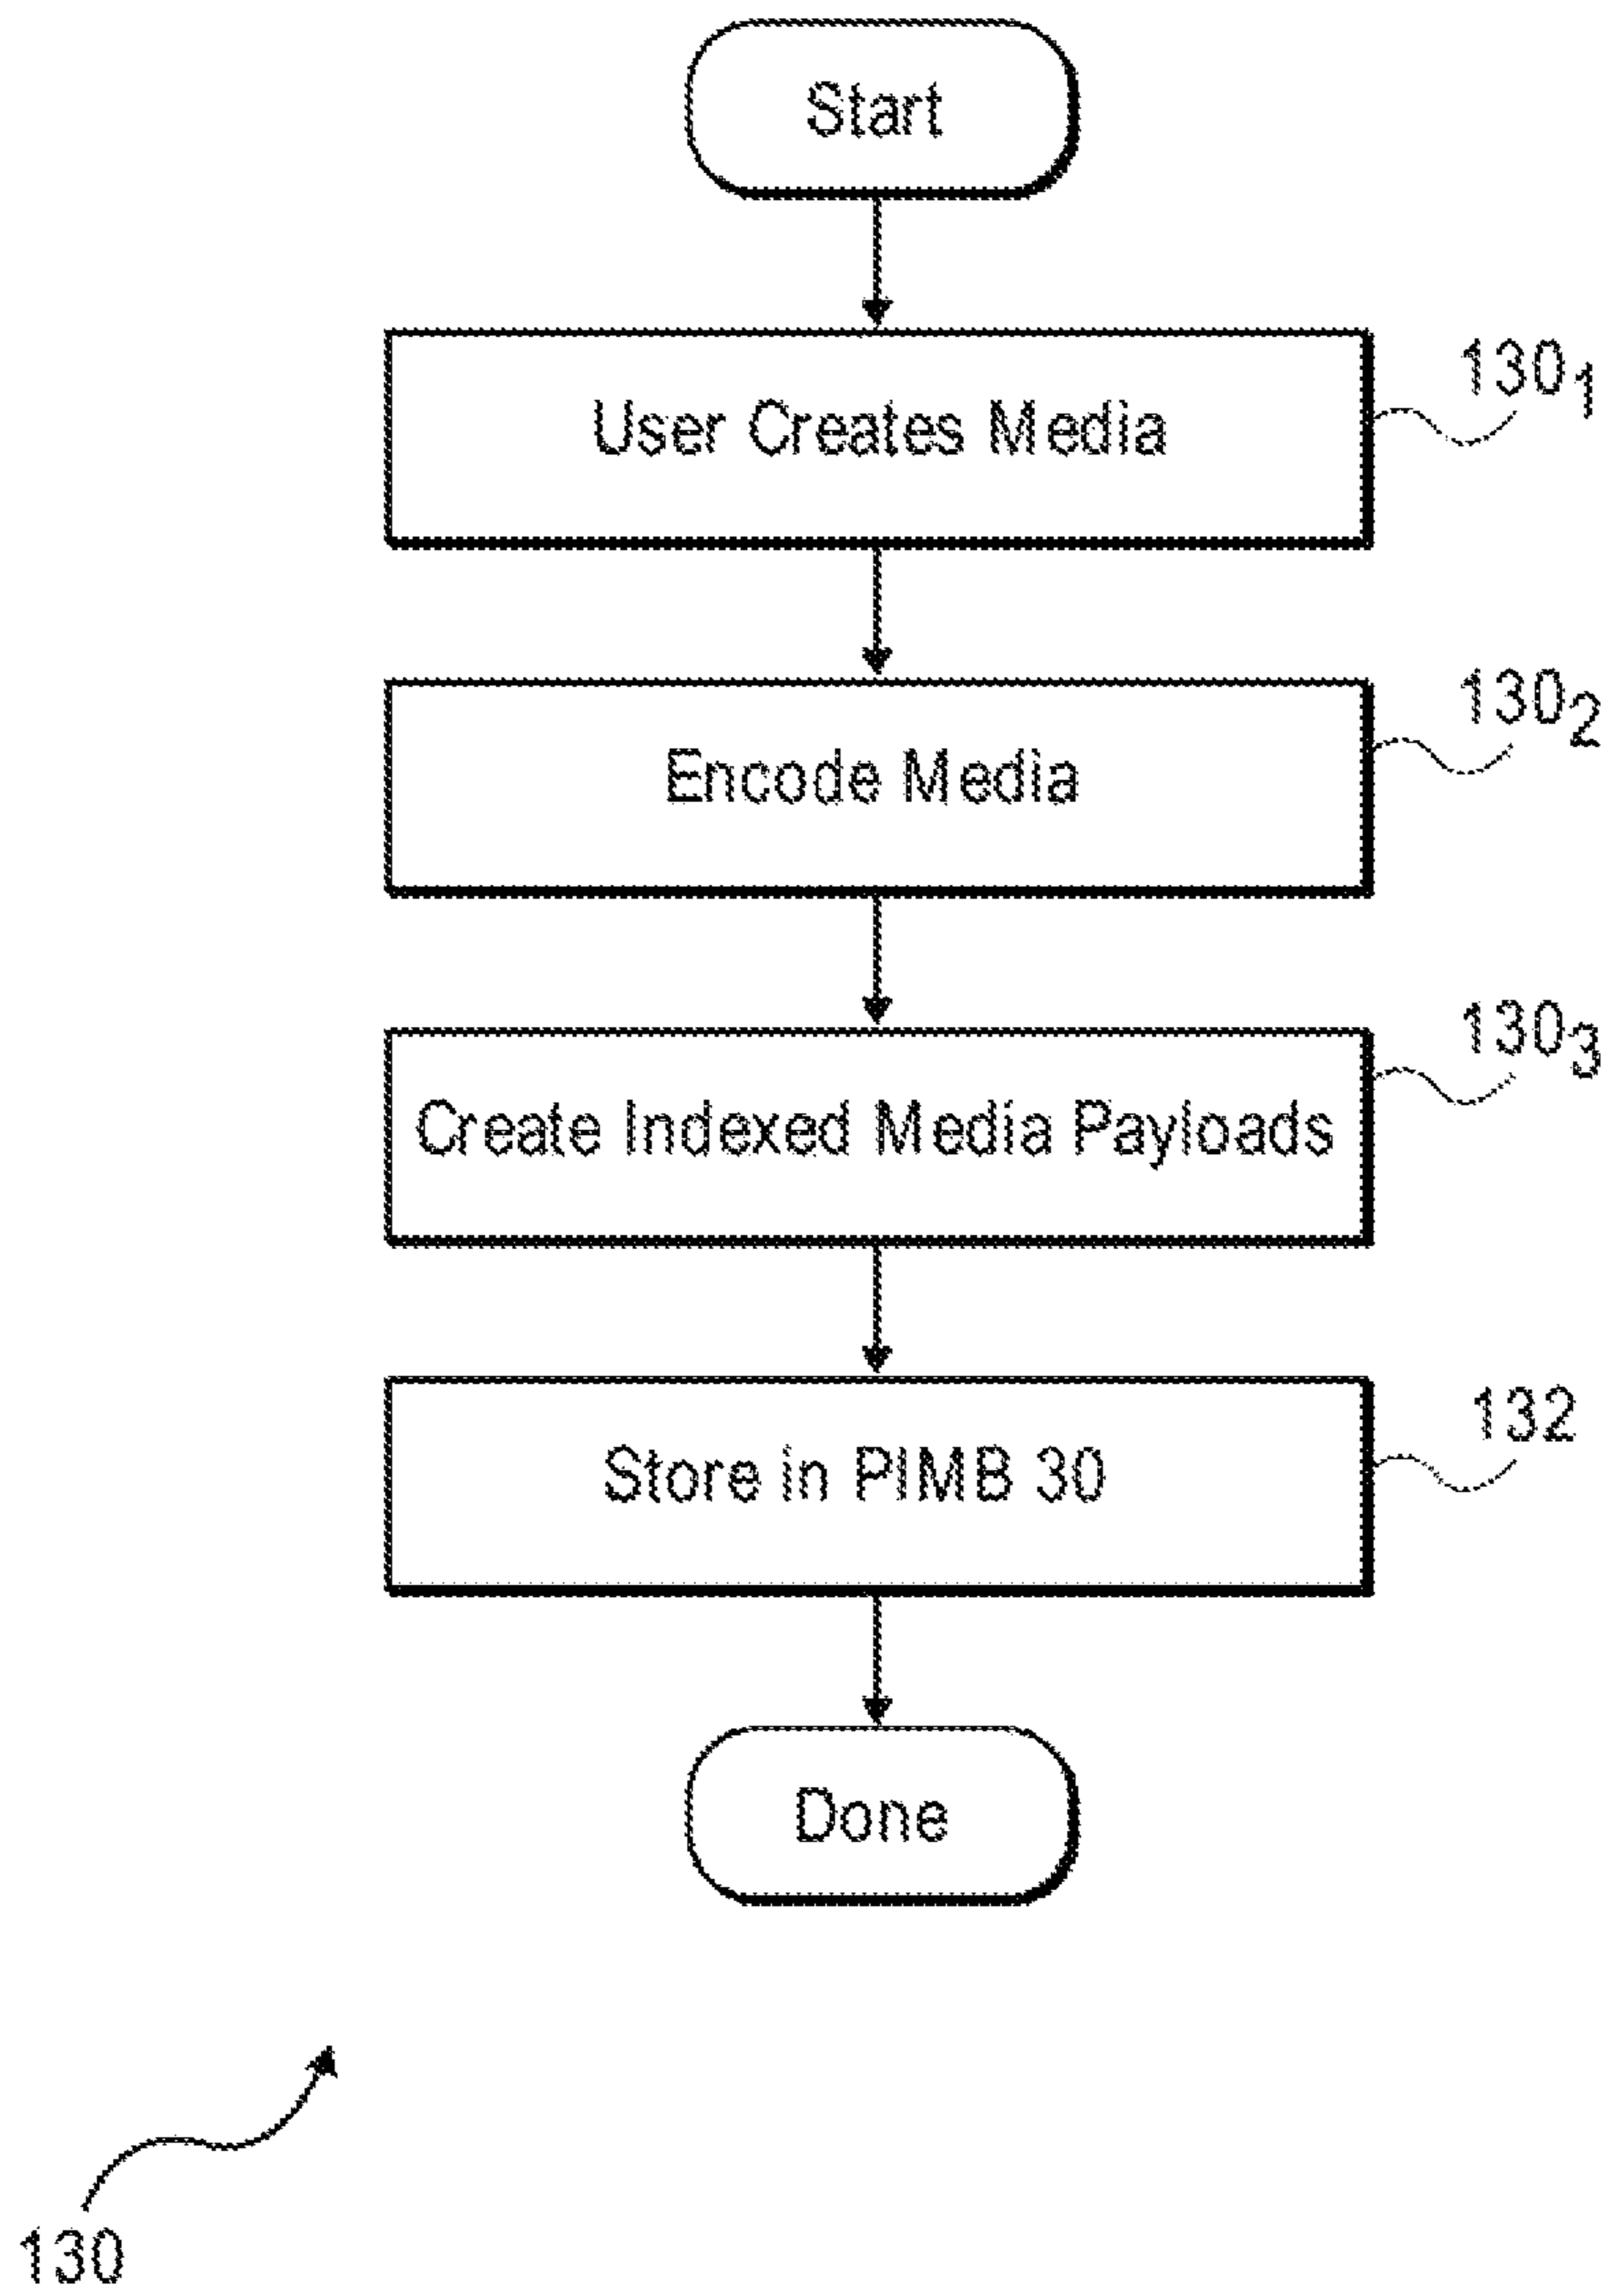 Start
User Creates Media
130₁
Encode Media
130₂
Create Indexed Media Payloads
130₃
Store in PIMB 30
132
Done
130